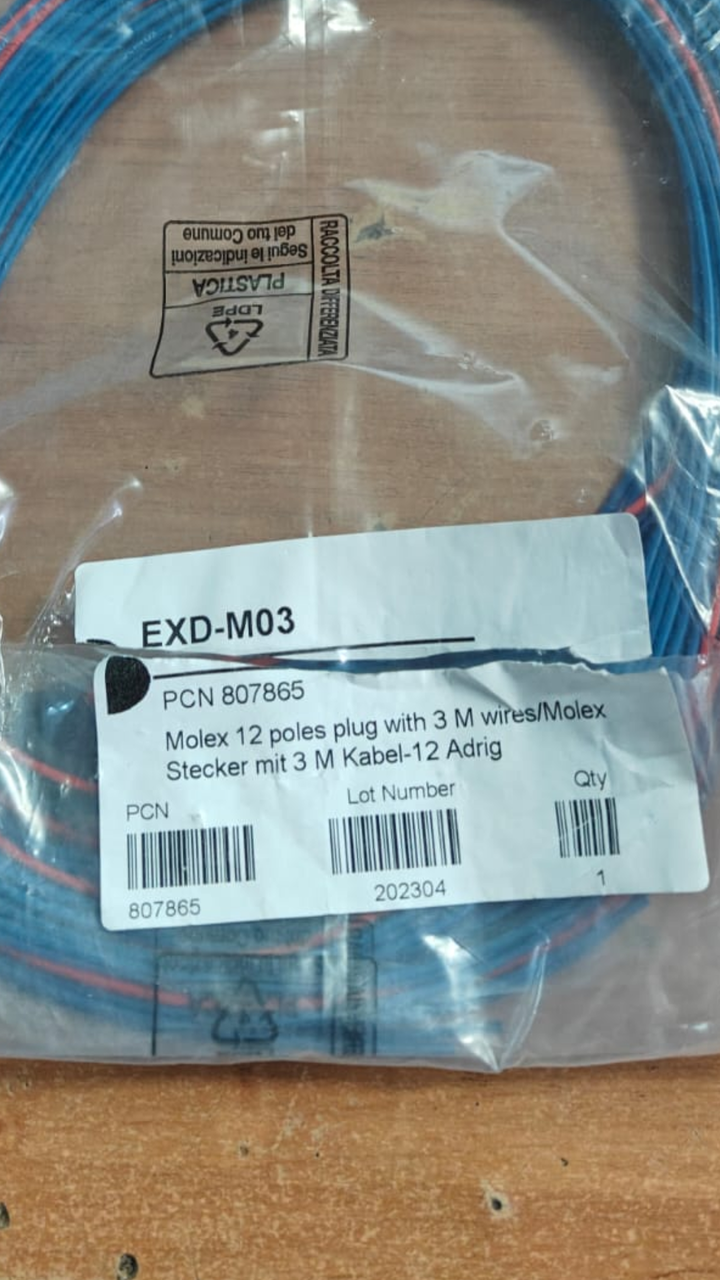 RACCOLTA DIFFERENZIATA
Segui le indicazioni
del tuo Comune
PLASTICA
LDPE
4
EXD-M03
PCN 807865
Molex 12 poles plug with 3 M wires/Molex
Stecker mit 3 M Kabel-12 Adrig
PCN
Lot Number
Qty
807865
202304
1